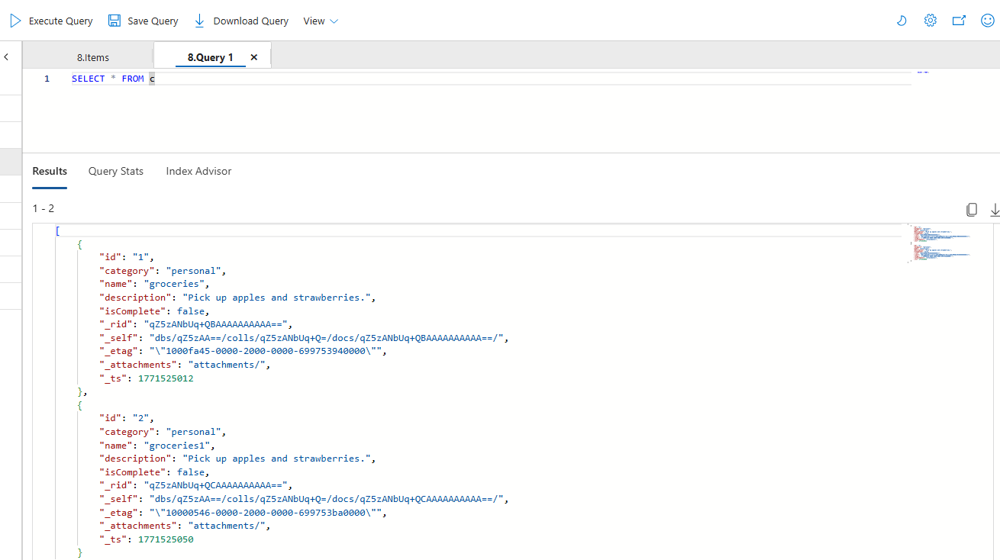 Execute Query Save Query Download Query View
8.Items 8.Query 1 ×
1 SELECT * FROM c
Results Query Stats Index Advisor
1 - 2
[
{
"id": "1",
"category": "personal",
"name": "groceries",
"description": "Pick up apples and strawberries.",
"isComplete": false,
"_rid": "qZ5zANbUq+QBAAAAAAAAAA==",
"_self": "dbs/qZ5zAA==/colls/qZ5zANbUq+Q=/docs/qZ5zANbUq+QBAAAAAAAAAA==/",
"_etag": "\"1000fa45-0000-2000-0000-699753940000\"",
"_attachments": "attachments/",
"_ts": 1771525012
},
{
"id": "2",
"category": "personal",
"name": "groceries1",
"description": "Pick up apples and strawberries.",
"isComplete": false,
"_rid": "qZ5zANbUq+QCAAAAAAAAAA==",
"_self": "dbs/qZ5zAA==/colls/qZ5zANbUq+Q=/docs/qZ5zANbUq+QCAAAAAAAAAA==/",
"_etag": "\"10000546-0000-2000-0000-699753ba0000\"",
"_attachments": "attachments/",
"_ts": 1771525050
}